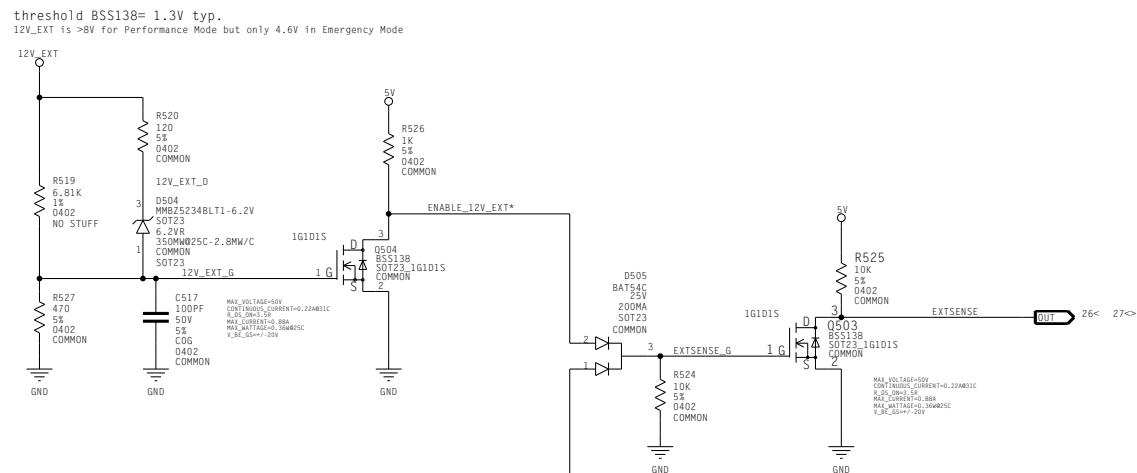 threshold BSS138= 1.3V typ.
12V_EXT is >8V for Performance Mode but only 4.6V in Emergency Mode
12V_EXT
R520
120
5%
0402
COMMON
12V_EXT_D
R519
6.81K
1%
0402
NO STUFF
3
D504
MMBZ5234BLT1-6.2V
SOT23
6.2VR
350MW@25C-2.8MW/C
COMMON
SOT23
1
12V_EXT_G
R527
470
5%
0402
COMMON
GND
C517
100PF
50V
5%
COG
0402
COMMON
GND
MAX_VOLTAGE=50V
CONTINUOUS_CURRENT=0.22A@31C
R_DS_ON=3.5R
MAX_CURRENT=0.88A
MAX_WATTAGE=0.36W@25C
V_BE_GS=+/-20V
5V
R526
1K
5%
0402
COMMON
ENABLE_12V_EXT*
1G1D1S
3
D
1 G
S
2
Q504
BSS138
SOT23_1G1D1S
COMMON
GND
D505
BAT54C
25V
200MA
SOT23
COMMON
2
1
3
EXTSENSE_G
R524
10K
5%
0402
COMMON
GND
5V
R525
10K
5%
0402
COMMON
1G1D1S
3
D
1 G
S
2
Q503
BSS138
SOT23_1G1D1S
COMMON
EXTSENSE
OUT
26< 27<>
MAX_VOLTAGE=50V
CONTINUOUS_CURRENT=0.22A@31C
R_DS_ON=3.5R
MAX_CURRENT=0.88A
MAX_WATTAGE=0.36W@25C
V_BE_GS=+/-20V
GND